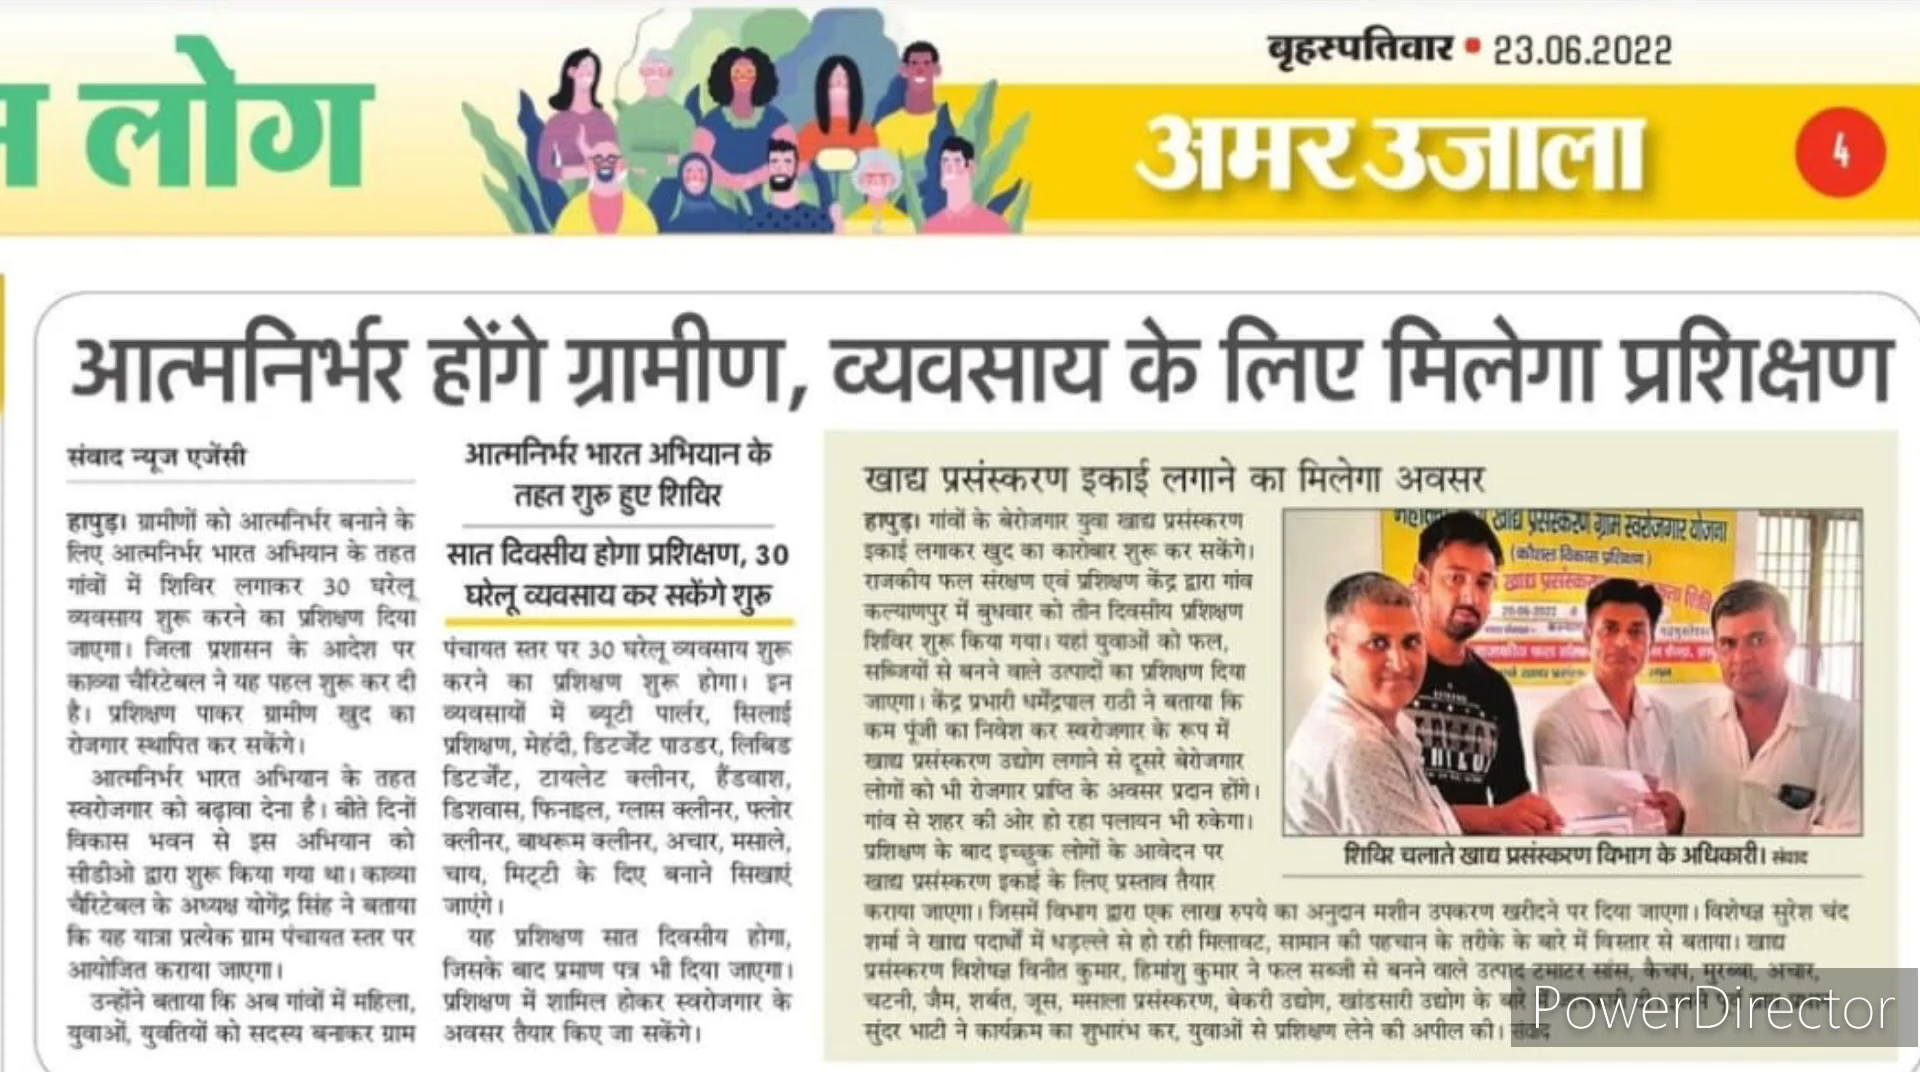 लोग
बृहस्पतिवार • 23.06.2022
अमर उजाला
4
आत्मनिर्भर होंगे ग्रामीण, व्यवसाय के लिए मिलेगा प्रशिक्षण
संवाद न्यूज एजेंसी
हापुड़। ग्रामीणों को आत्मनिर्भर बनाने के
लिए आत्मनिर्भर भारत अभियान के तहत
गांवों में शिविर लगाकर 30 घरेलू
व्यवसाय शुरू करने का प्रशिक्षण दिया
जाएगा। जिला प्रशासन के आदेश पर
काव्या चैरिटेबल ने यह पहल शुरू कर दी
है। प्रशिक्षण पाकर ग्रामीण खुद का
रोजगार स्थापित कर सकेंगे।
आत्मनिर्भर भारत अभियान के तहत
स्वरोजगार को बढ़ावा देना है। बीते दिनों
विकास भवन से इस अभियान को
सीडीओ द्वारा शुरू किया गया था। काव्या
चैरिटेबल के अध्यक्ष योगेंद्र सिंह ने बताया
कि यह यात्रा प्रत्येक ग्राम पंचायत स्तर पर
आयोजित कराया जाएगा।
उन्होंने बताया कि अब गांवों में महिला,
युवाओं, युवतियों को सदस्य बनाकर ग्राम
आत्मनिर्भर भारत अभियान के
तहत शुरू हुए शिविर
सात दिवसीय होगा प्रशिक्षण, 30
घरेलू व्यवसाय कर सकेंगे शुरू
पंचायत स्तर पर 30 घरेलू व्यवसाय शुरू
करने का प्रशिक्षण शुरू होगा। इन
व्यवसायों में ब्यूटी पार्लर, सिलाई
प्रशिक्षण, मेहंदी, डिटर्जेंट पाउडर, लिबिड
डिटर्जेंट, टायलेट क्लीनर, हैंडवाश,
डिशवास, फिनाइल, ग्लास क्लीनर, फ्लोर
क्लीनर, बाथरूम क्लीनर, अचार, मसाले,
चाय, मिट्टी के दिए बनाने सिखाएं
जाएंगे।
यह प्रशिक्षण सात दिवसीय होगा,
जिसके बाद प्रमाण पत्र भी दिया जाएगा।
प्रशिक्षण में शामिल होकर स्वरोजगार के
अवसर तैयार किए जा सकेंगे।
खाद्य प्रसंस्करण इकाई लगाने का मिलेगा अवसर
हापुड़। गांवों के बेरोजगार युवा खाद्य प्रसंस्करण
इकाई लगाकर खुद का कारोबार शुरू कर सकेंगे।
राजकीय फल संरक्षण एवं प्रशिक्षण केंद्र द्वारा गांव
कल्याणपुर में बुधवार को तीन दिवसीय प्रशिक्षण
शिविर शुरू किया गया। यहां युवाओं को फल,
सब्जियों से बनने वाले उत्पादों का प्रशिक्षण दिया
जाएगा। केंद्र प्रभारी धर्मेंद्रपाल राठी ने बताया कि
कम पूंजी का निवेश कर स्वरोजगार के रूप में
खाद्य प्रसंस्करण उद्योग लगाने से दूसरे बेरोजगार
लोगों को भी रोजगार प्राप्ति के अवसर प्रदान होंगे।
गांव से शहर की ओर हो रहा पलायन भी रुकेगा।
प्रशिक्षण के बाद इच्छुक लोगों के आवेदन पर
खाद्य प्रसंस्करण इकाई के लिए प्रस्ताव तैयार
कराया जाएगा। जिसमें विभाग द्वारा एक लाख रुपये का अनुदान मशीन उपकरण खरीदने पर दिया जाएगा। विशेषज्ञ सुरेश चंद
शर्मा ने खाद्य पदार्थों में धड़ल्ले से हो रही मिलावट, सामान की पहचान के तरीके के बारे में विस्तार से बताया। खाद्य
प्रसंस्करण विशेषज्ञ विनीत कुमार, हिमांशु कुमार ने फल सब्जी से बनने वाले उत्पाद टमाटर सॉस, कैचप, मुरब्बा, अचार,
चटनी, जैम, शर्बत, जूस, मसाला प्रसंस्करण, बेकरी उद्योग, खांडसारी उद्योग के बारे में
सुंदर भाटी ने कार्यक्रम का शुभारंभ कर, युवाओं से प्रशिक्षण लेने की अपील की। संवाद
खाद्य प्रसंस्करण ग्राम स्वरोजगार योजना
(कौशल विकास प्रशिक्षण)
खाद्य
शिविर चलाते खाद्य प्रसंस्करण विभाग के अधिकारी। संवाद
PowerDirector